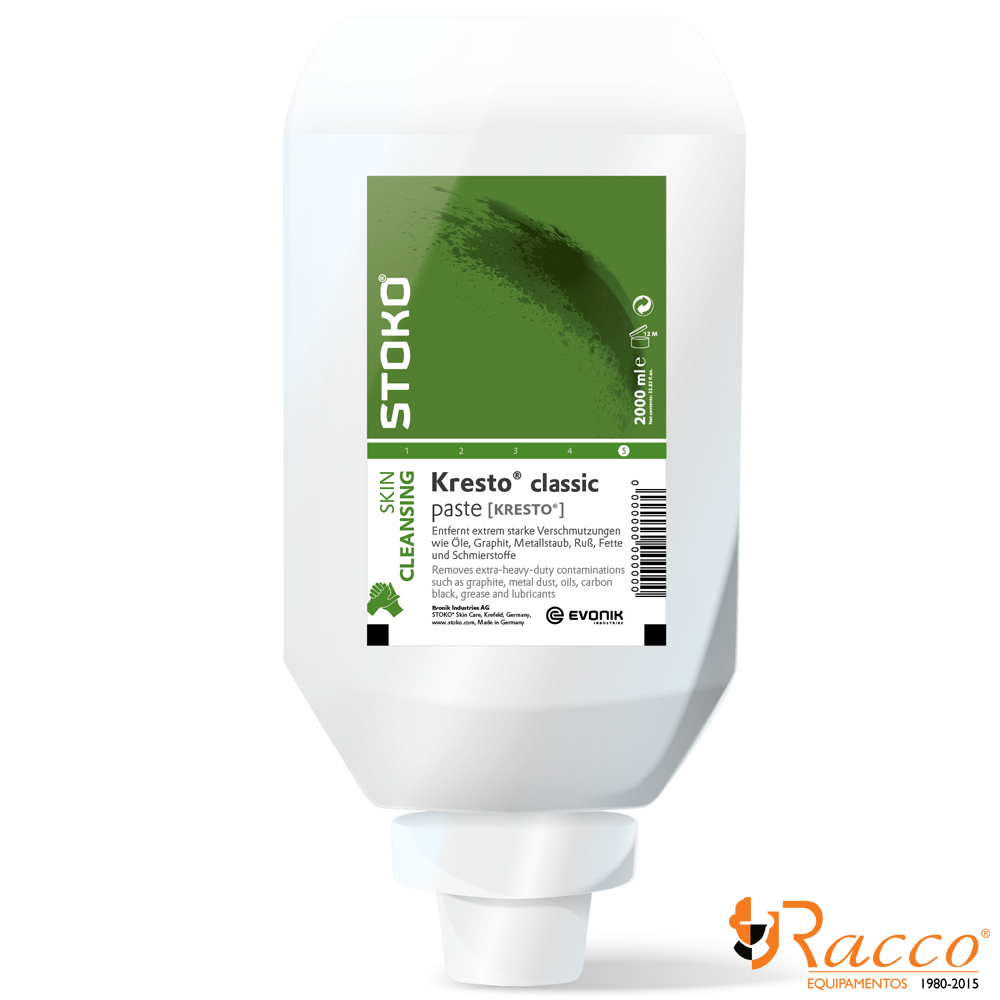 STOKO®
12 M
2000 ml e
1 2 3 4 5
SKIN
CLEANSING
Kresto® classic
paste [KRESTO®]
Entfernt extrem starke Verschmutzungen
wie Öle, Graphit, Metallstaub, Ruß, Fette
und Schmierstoffe
Removes extra-heavy-duty contaminations
such as graphite, metal dust, oils, carbon
black, grease and lubricants
Evonik Industries AG
STOKO® Skin Care, Krefeld, Germany,
www.stoko.com, Made in Germany
EVONIK
INDUSTRIES
0000000 0000000 0
Racco®
EQUIPAMENTOS 1980-2015